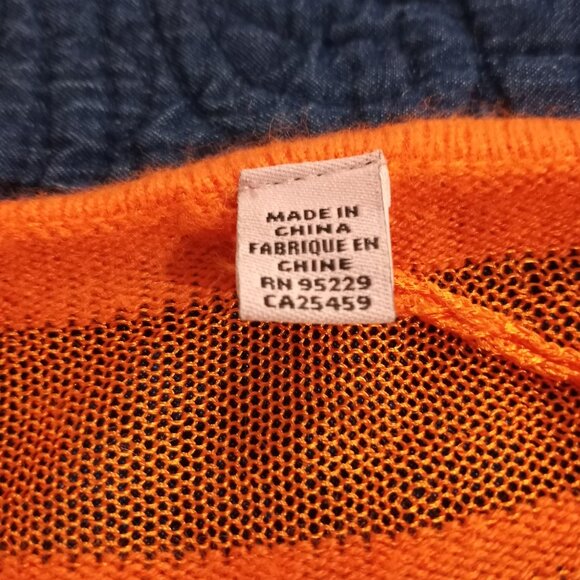 MADE IN
CHINA
FABRIQUE EN
CHINE
RN 95229
CA25459